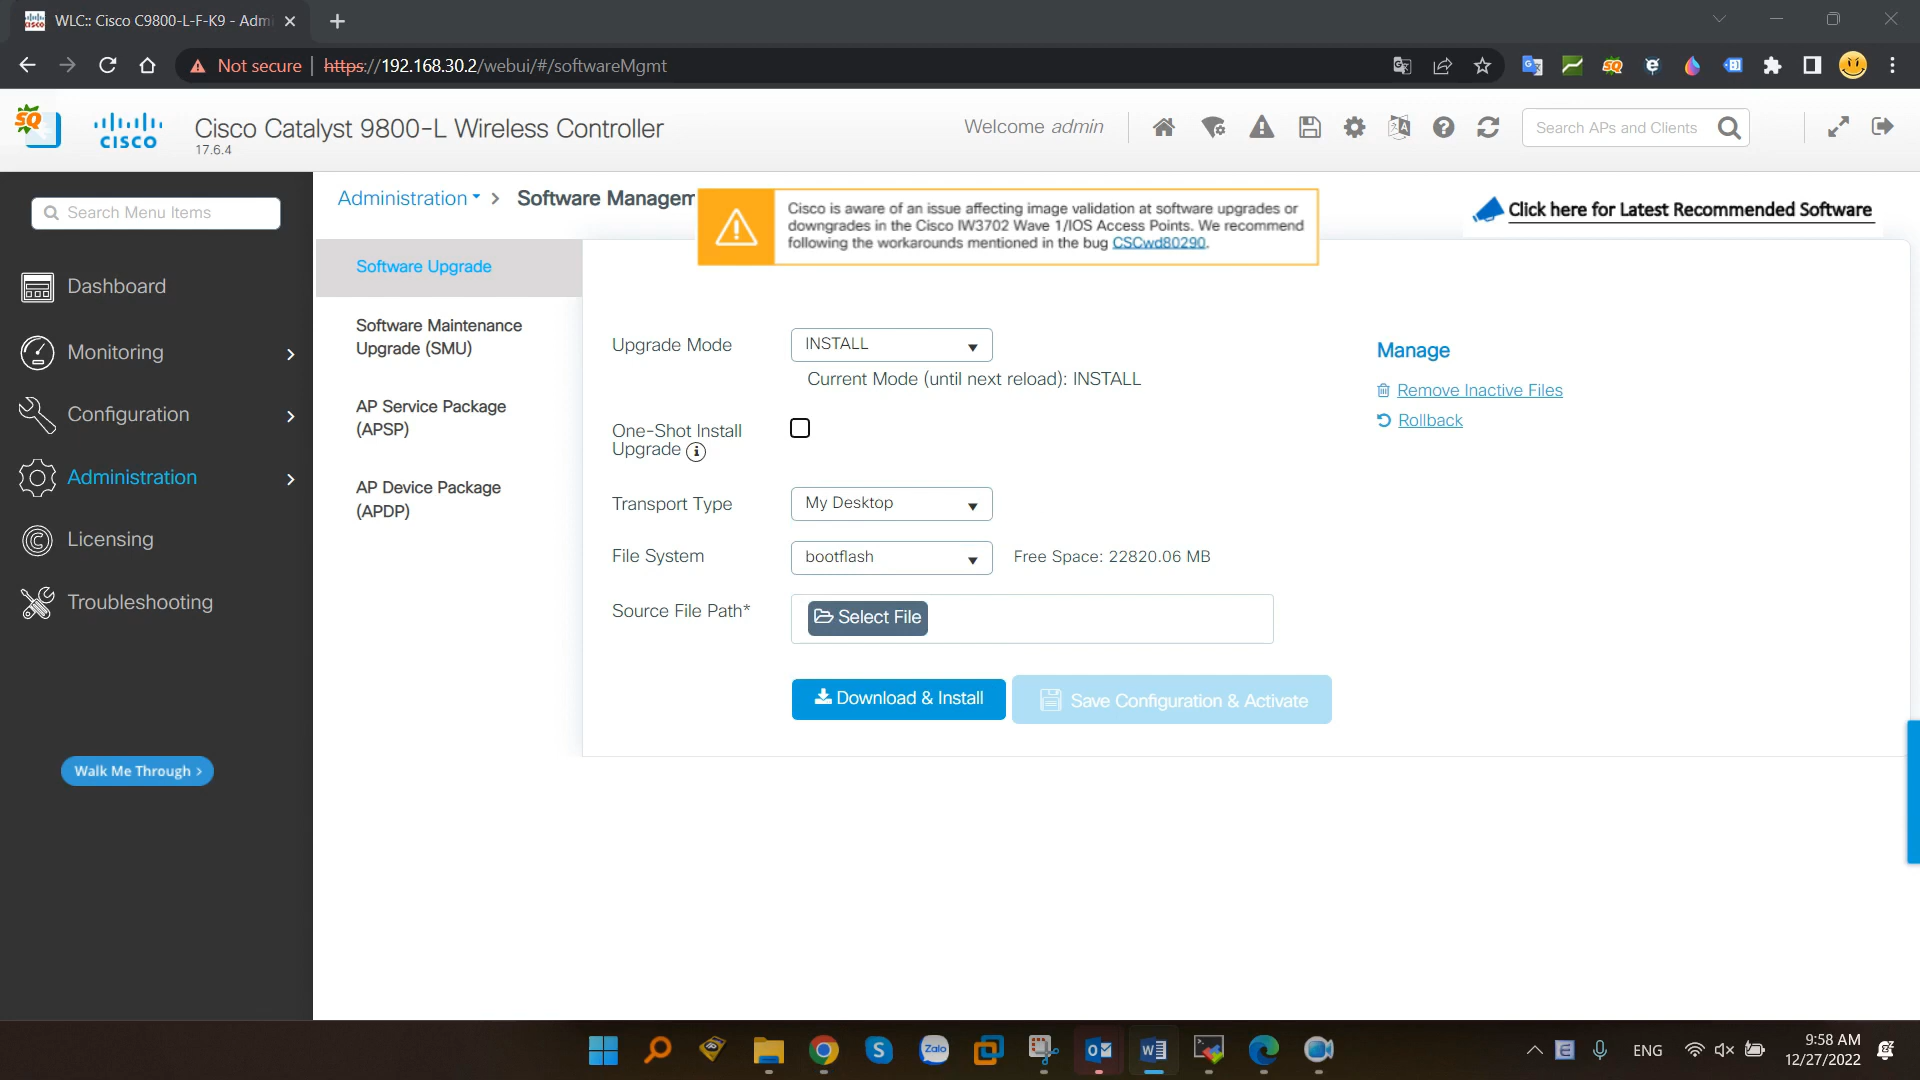 WLC:: Cisco C9800-L-F-K9 - Admi
Not secure | https://192.168.30.2/webui/#/softwareMgmt
SQ
CISCO
Cisco Catalyst 9800-L Wireless Controller
17.6.4
Welcome admin
Search APs and Clients
Search Menu Items
Dashboard
Monitoring
Configuration
Administration
Licensing
Troubleshooting
Walk Me Through >
Administration > Software Managem
Cisco is aware of an issue affecting image validation at software upgrades or
downgrades in the Cisco IW3702 Wave 1/IOS Access Points. We recommend
following the workarounds mentioned in the bug CSCwd80290.
Click here for Latest Recommended Software
Software Upgrade
Software Maintenance
Upgrade (SMU)
AP Service Package
(APSP)
AP Device Package
(APDP)
Upgrade Mode
INSTALL
Current Mode (until next reload): INSTALL
One-Shot Install
Upgrade
Transport Type
My Desktop
File System
bootflash
Free Space: 22820.06 MB
Source File Path*
Select File
Download & Install
Save Configuration & Activate
Manage
Remove Inactive Files
Rollback
Zalo
ENG
9:58 AM
12/27/2022